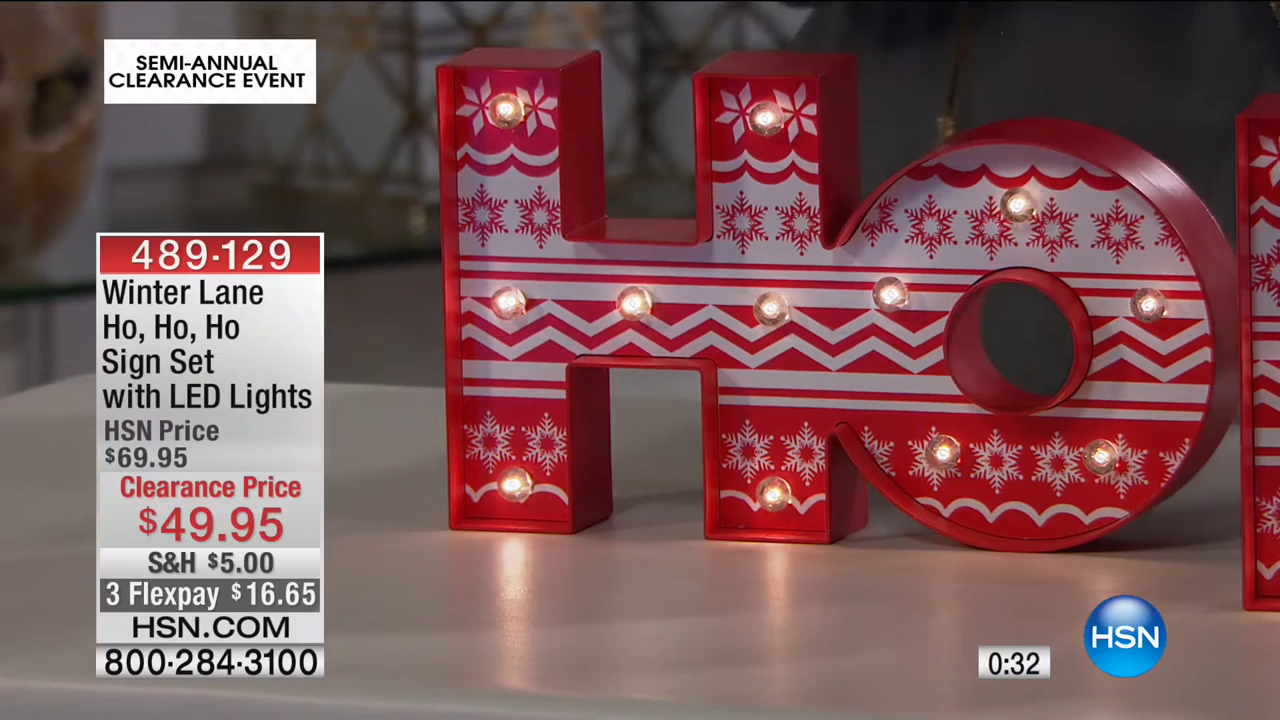 SEMI-ANNUAL
CLEARANCE EVENT
489·129
Winter Lane
Ho, Ho, Ho
Sign Set
with LED Lights
HSN Price
$69.95
Clearance Price
$49.95
S&H $5.00
3 Flexpay $16.65
HSN.COM
800·284·3100
Ho
0:32
HSN